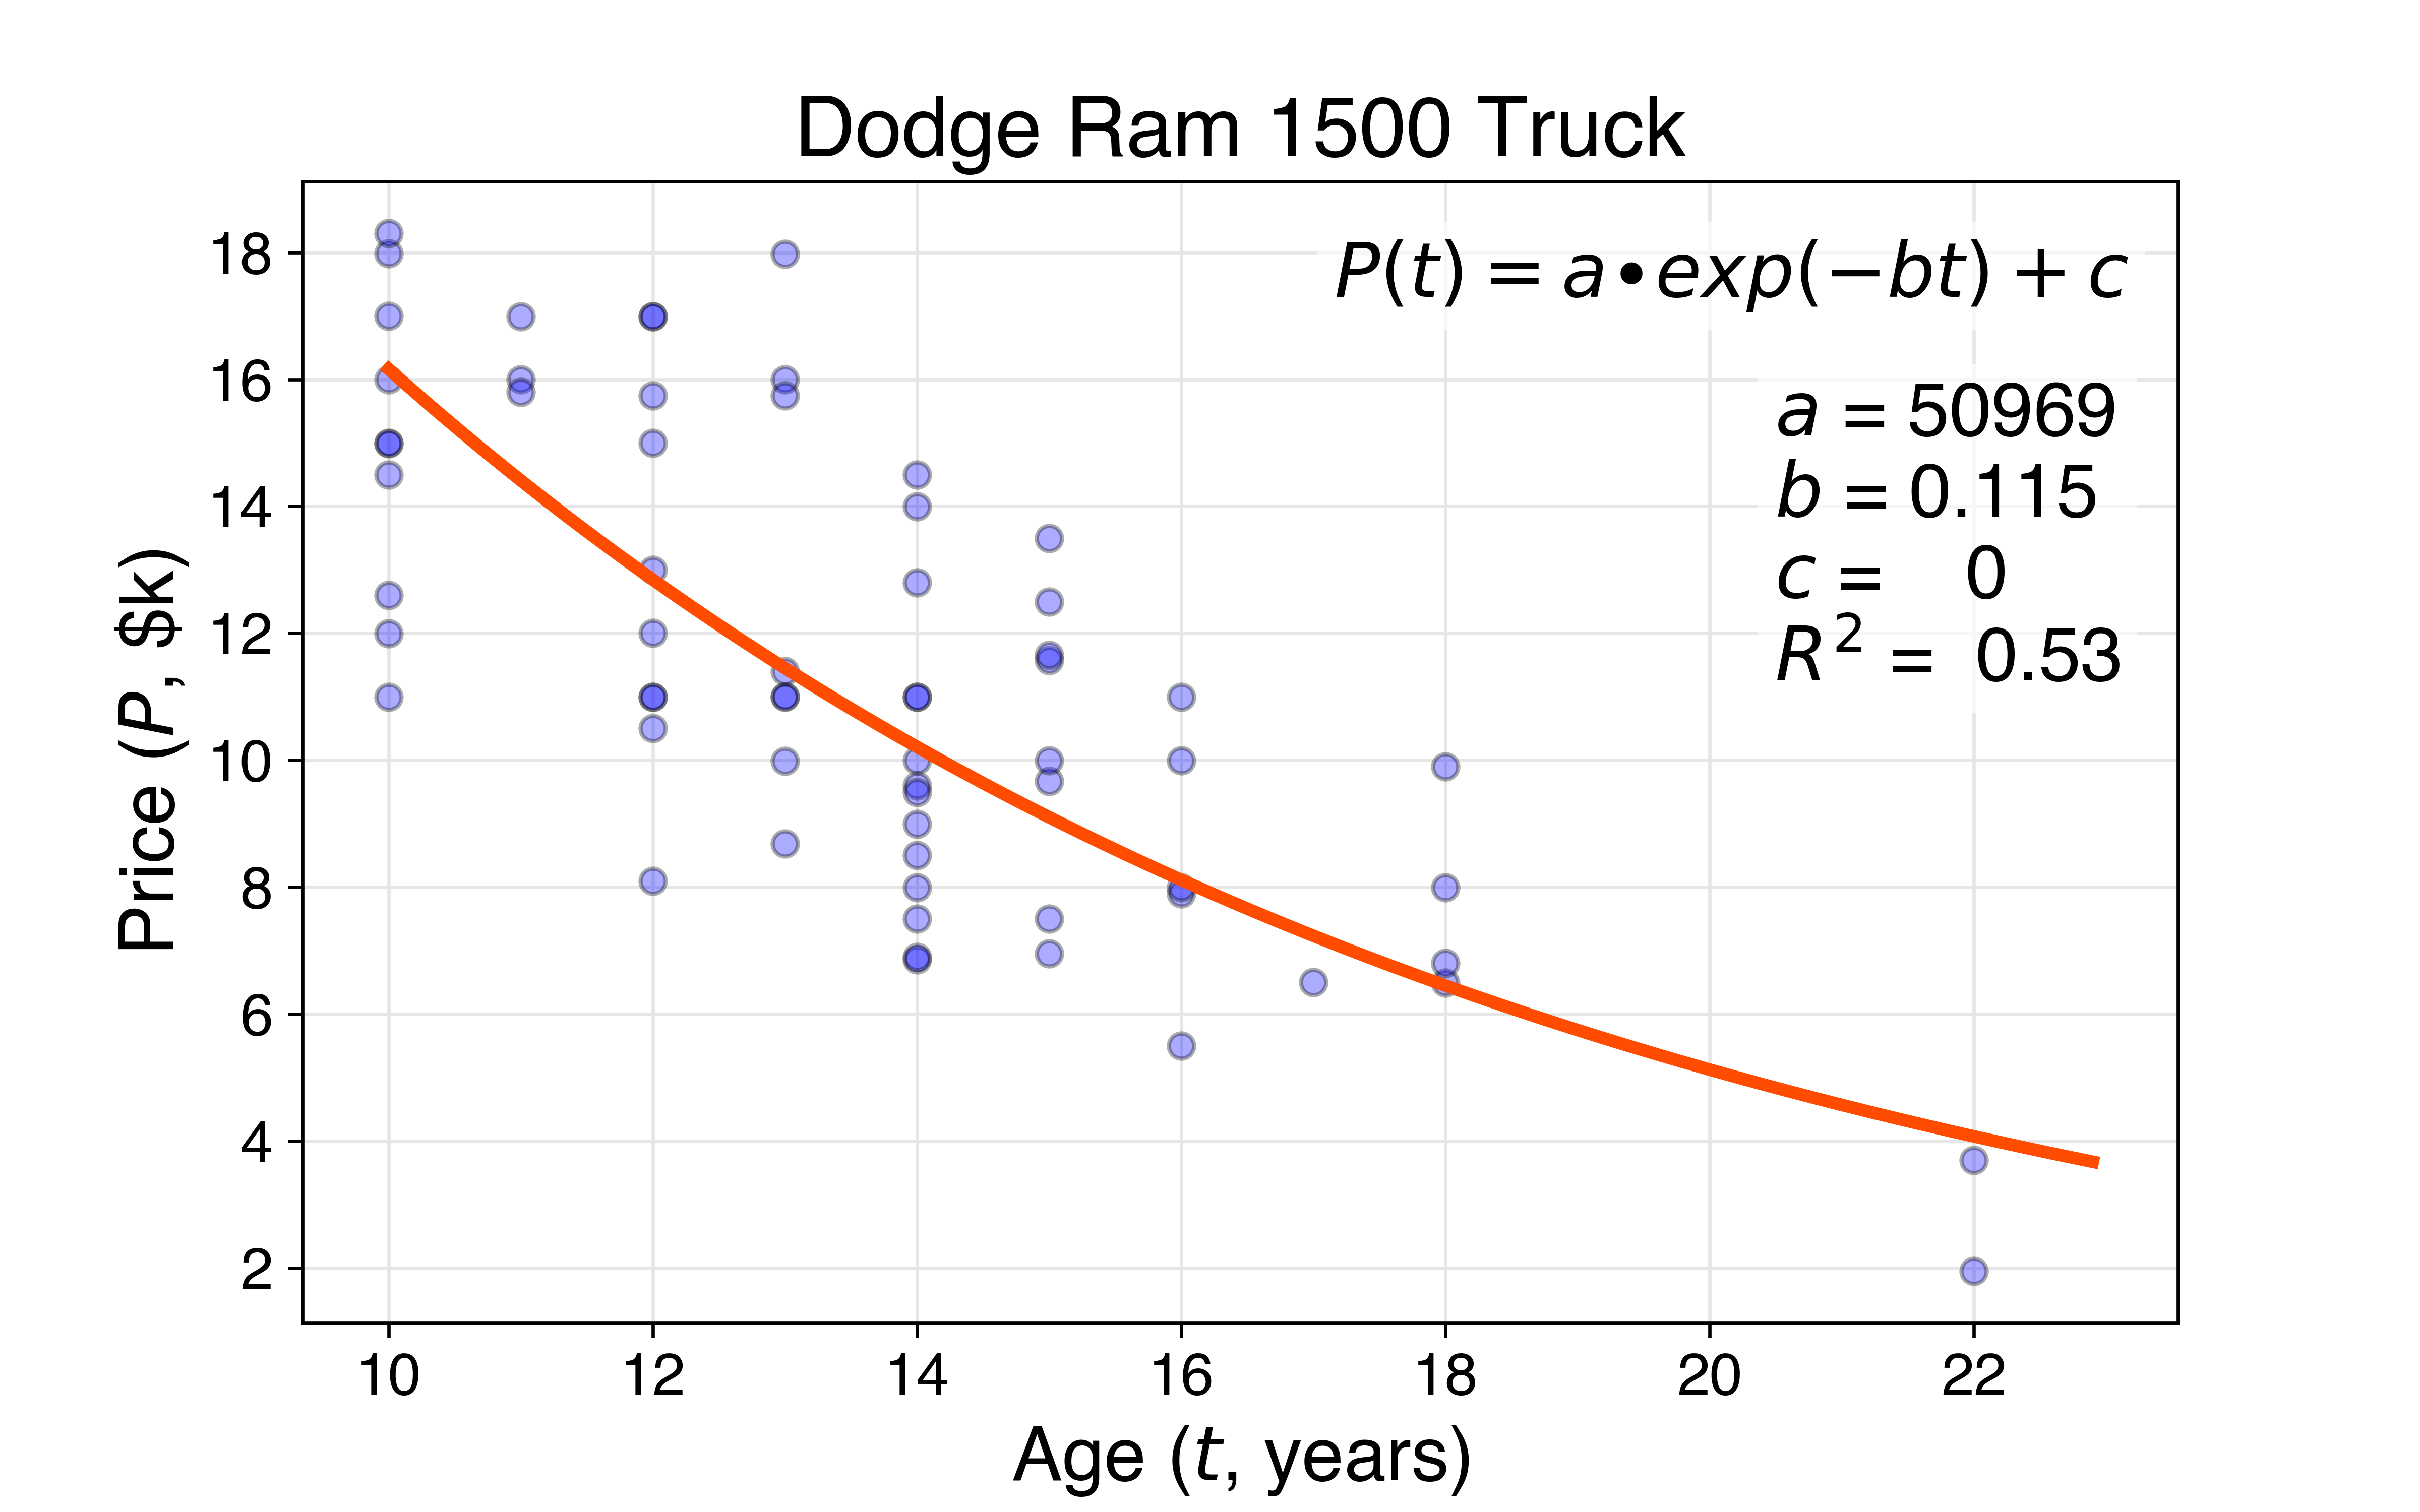 Dodge Ram 1500 Truck
P(t) = a•exp(−bt) + c
a = 50969
b = 0.115
c = 0
R² = 0.53
Price (P, $k)
18
16
14
12
10
8
6
4
2
10 12 14 16 18 20 22
Age (t, years)